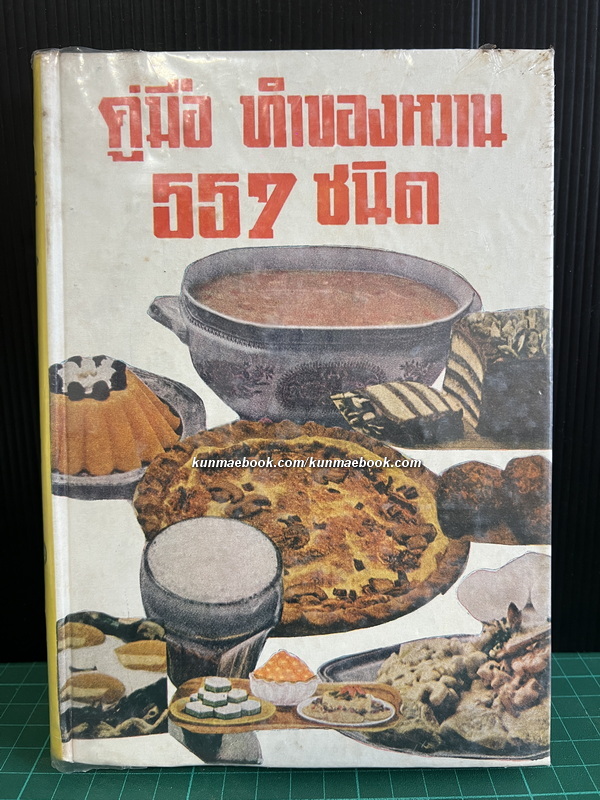 คู่มือ ทำของหวาน
557 ชนิด
kunmaebook.com/kunmaebook.com